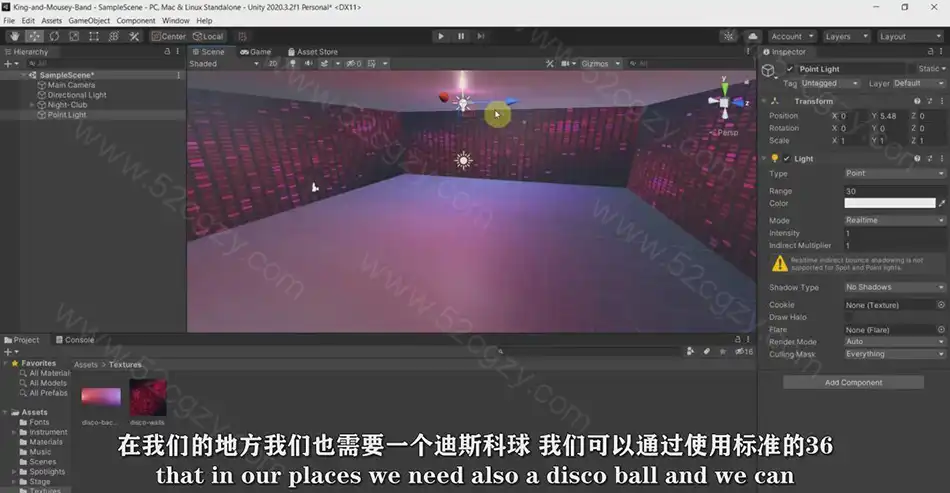 King-and-Mousey-Band - SampleScene - PC, Mac & Linux Standalone - Unity 2020.3.2f1 Personal* <DX11>
File Edit Assets GameObject Component Window Help
Center Local
Account Layers Layout
Hierarchy
All
SampleScene*
Main Camera
Directional Light
Night-Club
Point Light
Scene Game Asset Store
Shaded 2D Gizmos All
y
z
Persp
Inspector
Point Light Static
Tag Untagged Layer Default
Transform
Position X 0 Y 5.48 Z 0
Rotation X 0 Y 0 Z 0
Scale X 1 Y 1 Z 1
Light
Type Point
Range 30
Color
Mode Realtime
Intensity 1
Indirect Multiplier 1
Realtime indirect bounce shadowing is not
supported for Spot and Point lights.
Shadow Type No Shadows
Cookie None (Texture)
Draw Halo
Flare None (Flare)
Render Mode Auto
Culling Mask Everything
Add Component
Project Console
16
Favorites
All Material
All Models
All Prefabs
Assets
Fonts
Instrument
Materials
Music
Scenes
Spotlights
Stage
Textures
Assets > Textures
disco-bac...
disco-walls
www.52cgzy.com
在我们的地方我们也需要一个迪斯科球 我们可以通过使用标准的36
that in our places we need also a disco ball and we can